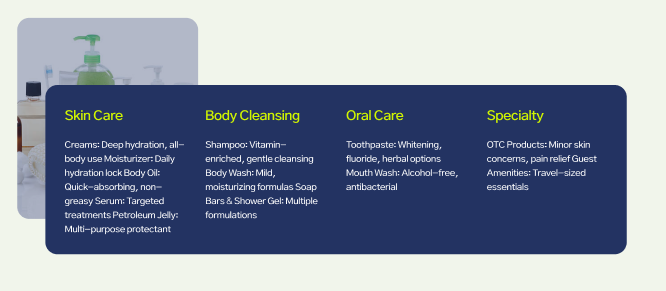 Skin Care
Creams: Deep hydration, all–
body use Moisturizer: Daily
hydration lock Body Oil:
Quick–absorbing, non–
greasy Serum: Targeted
treatments Petroleum Jelly:
Multi–purpose protectant
Body Cleansing
Shampoo: Vitamin–
enriched, gentle cleansing
Body Wash: Mild,
moisturizing formulas Soap
Bars & Shower Gel: Multiple
formulations
Oral Care
Toothpaste: Whitening,
fluoride, herbal options
Mouth Wash: Alcohol–free,
antibacterial
Specialty
OTC Products: Minor skin
concerns, pain relief Guest
Amenities: Travel–sized
essentials